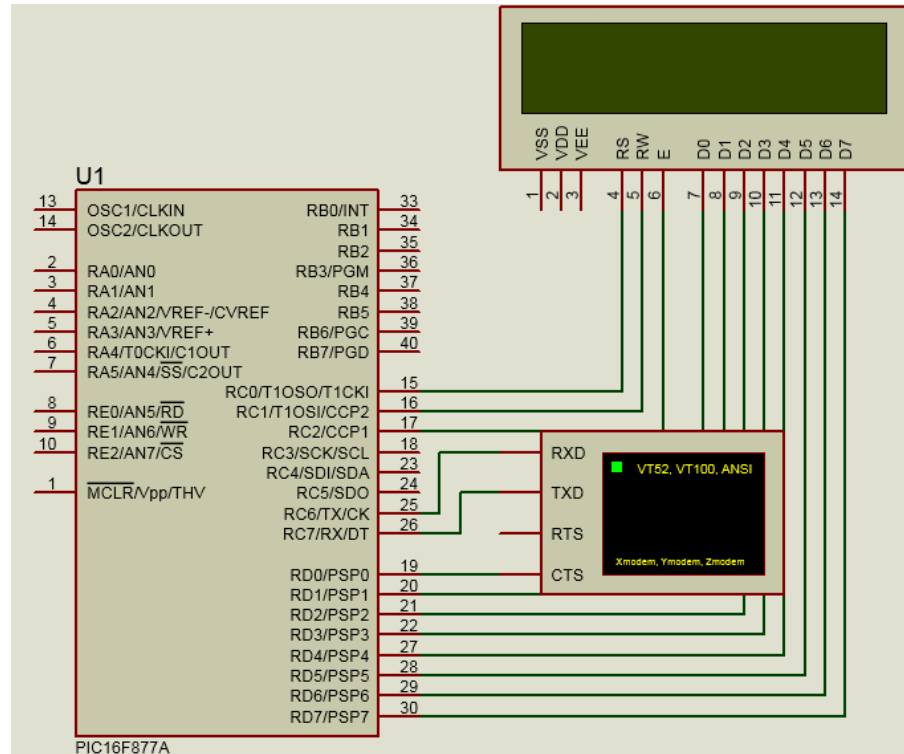 VSS
VDD
VEE
RS
RW
E
D0
D1
D2
D3
D4
D5
D6
D7
1
2
3
4
5
6
7
8
9
10
11
12
13
14
U1
13 OSC1/CLKIN RB0/INT 33
14 OSC2/CLKOUT RB1 34
RB2 35
2 RA0/AN0 RB3/PGM 36
3 RA1/AN1 RB4 37
4 RA2/AN2/VREF-/CVREF RB5 38
5 RA3/AN3/VREF+ RB6/PGC 39
6 RA4/T0CKI/C1OUT RB7/PGD 40
7 RA5/AN4/SS/C2OUT
RC0/T1OSO/T1CKI 15
8 RE0/AN5/RD RC1/T1OSI/CCP2 16
9 RE1/AN6/WR RC2/CCP1 17
10 RE2/AN7/CS RC3/SCK/SCL 18
RC4/SDI/SDA 23
1 MCLR/Vpp/THV RC5/SDO 24
RC6/TX/CK 25
RC7/RX/DT 26
RD0/PSP0 19
RD1/PSP1 20
RD2/PSP2 21
RD3/PSP3 22
RD4/PSP4 27
RD5/PSP5 28
RD6/PSP6 29
RD7/PSP7 30
PIC16F877A
RXD
TXD
RTS
CTS
VT52, VT100, ANSI
Xmodem, Ymodem, Zmodem